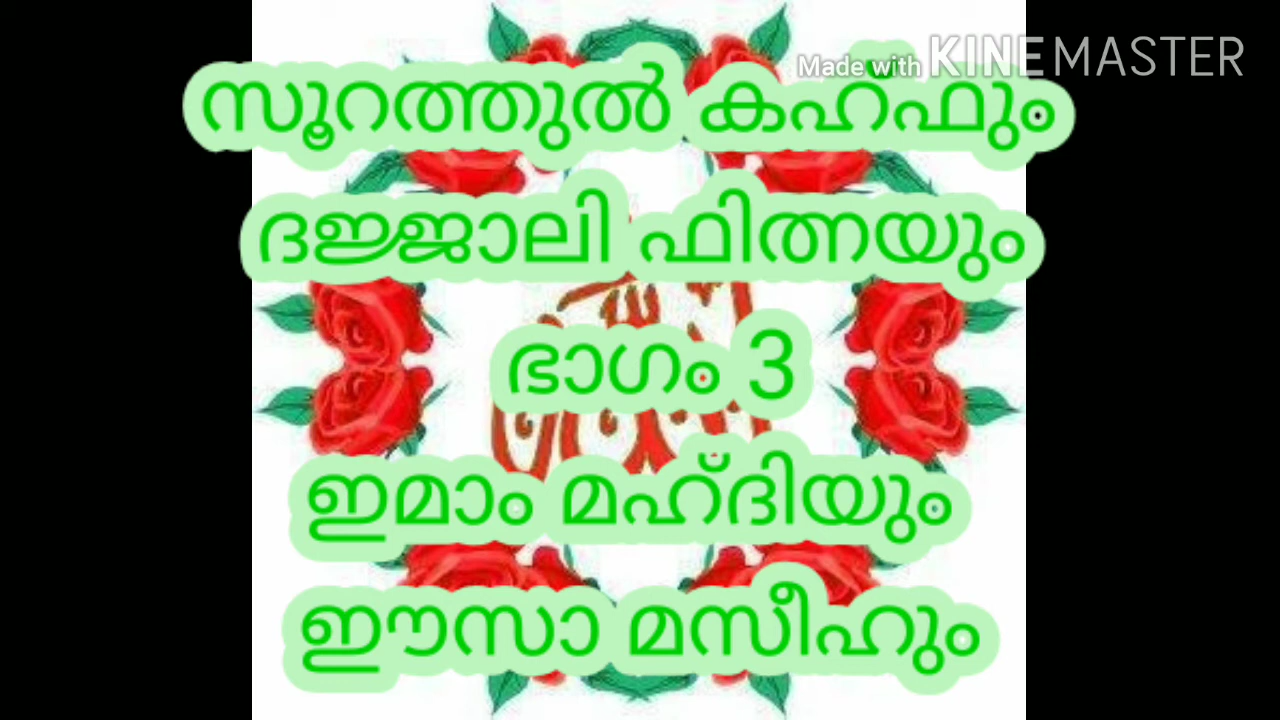 Made with KINEMASTER
സൂറത്തുൽ കഹ്ഫും
ദജ്ജാലി ഫിത്നയും
ഭാഗം 3
ഇമാം മഹ്ദിയും
ഈസാ മസീഹും